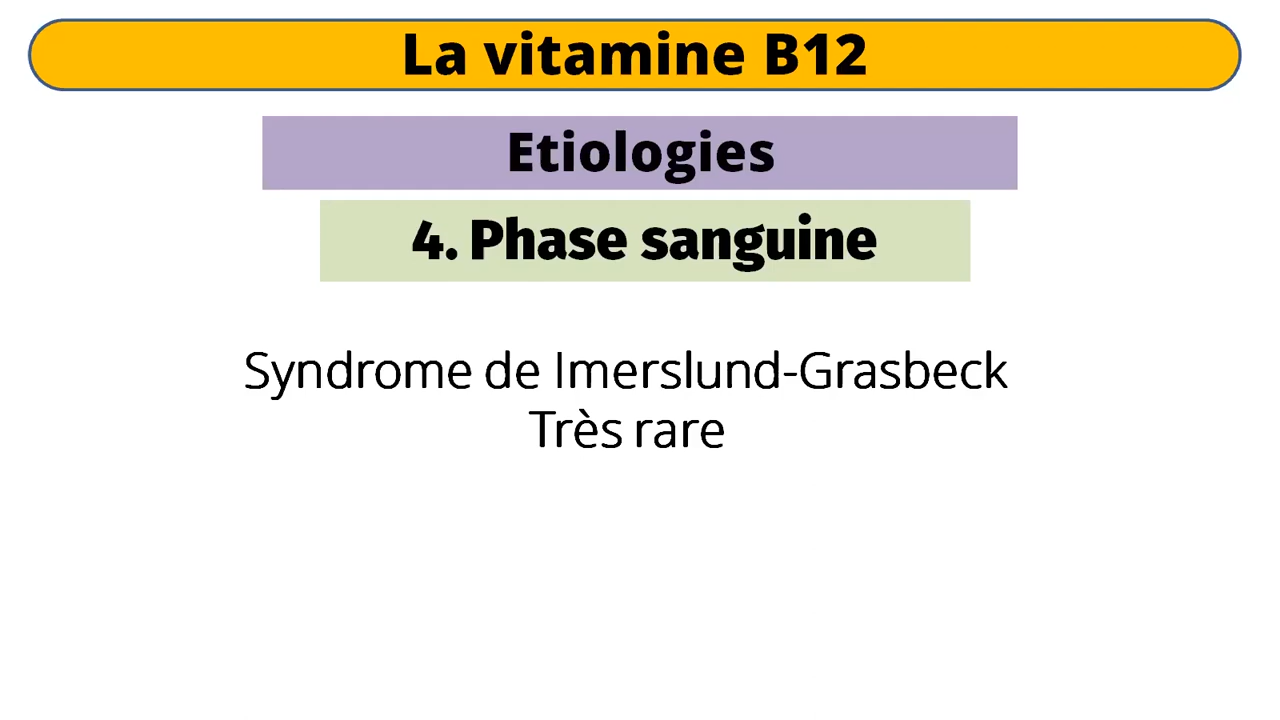 La vitamine B12
Etiologies
4. Phase sanguine
Syndrome de Imerslund-Grasbeck
Très rare